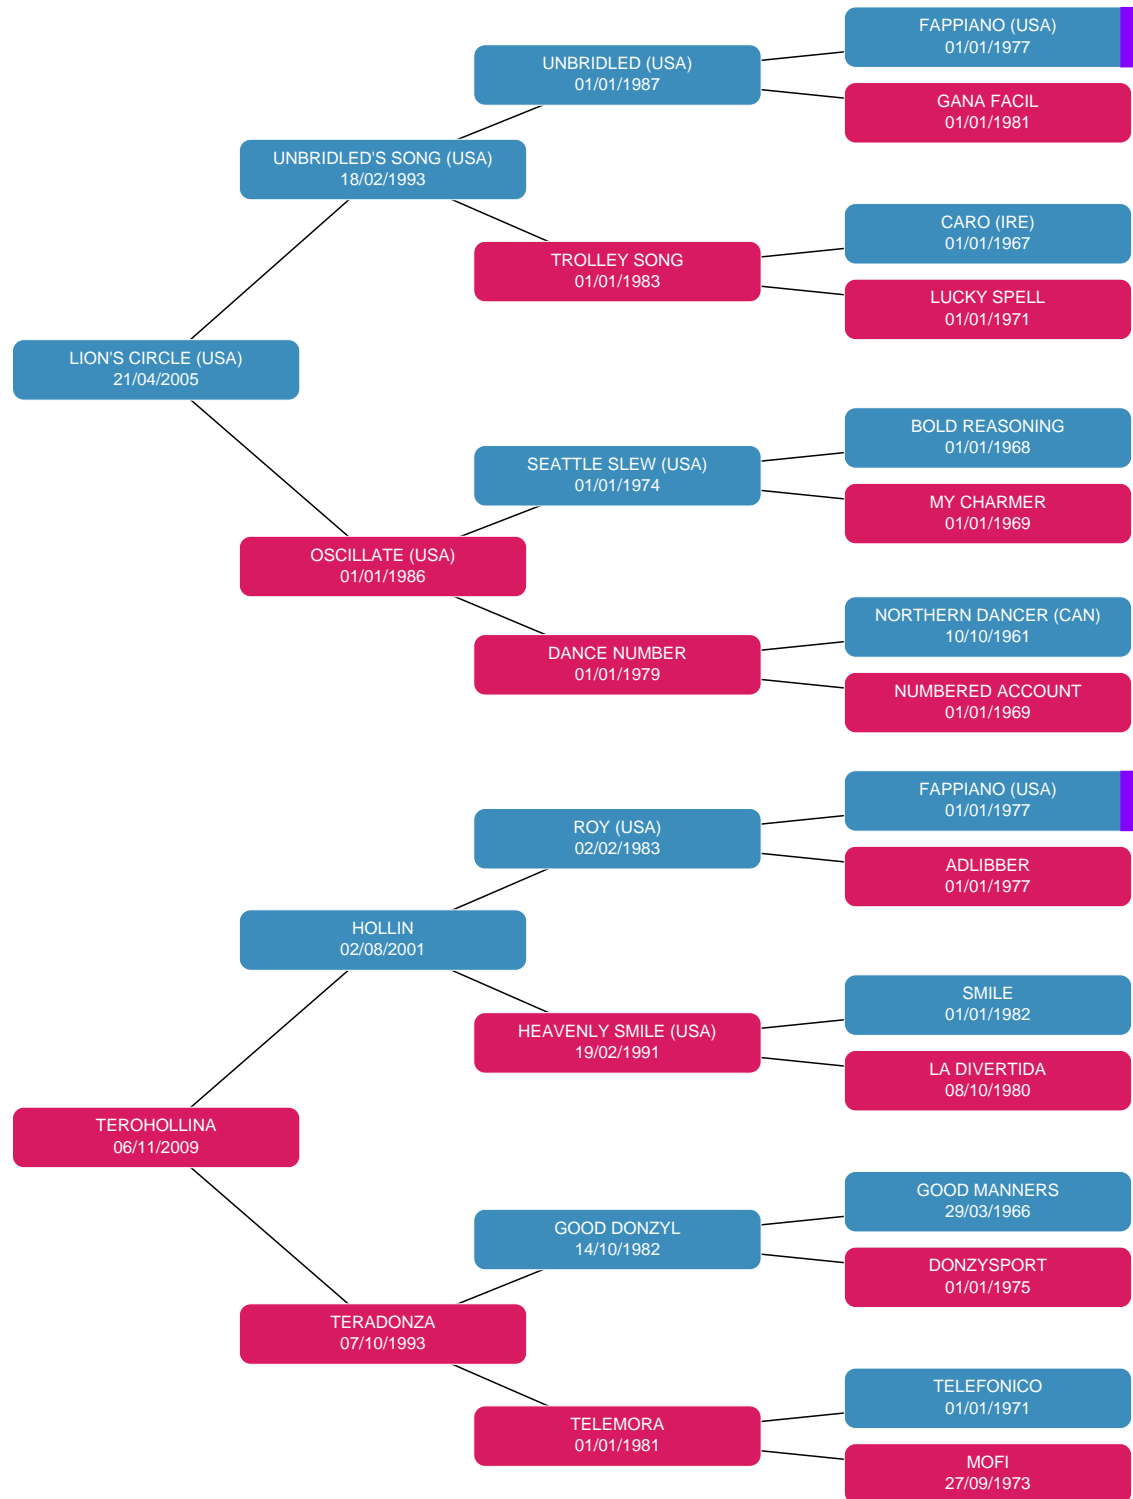 FAPPIANO (USA)
01/01/1977
UNBRIDLED (USA)
01/01/1987
GANA FACIL
01/01/1981
UNBRIDLED'S SONG (USA)
18/02/1993
CARO (IRE)
01/01/1967
TROLLEY SONG
01/01/1983
LUCKY SPELL
01/01/1971
LION'S CIRCLE (USA)
21/04/2005
BOLD REASONING
01/01/1968
SEATTLE SLEW (USA)
01/01/1974
MY CHARMER
01/01/1969
OSCILLATE (USA)
01/01/1986
NORTHERN DANCER (CAN)
10/10/1961
DANCE NUMBER
01/01/1979
NUMBERED ACCOUNT
01/01/1969
FAPPIANO (USA)
01/01/1977
ROY (USA)
02/02/1983
ADLIBBER
01/01/1977
HOLLIN
02/08/2001
SMILE
01/01/1982
HEAVENLY SMILE (USA)
19/02/1991
LA DIVERTIDA
08/10/1980
TEROHOLLINA
06/11/2009
GOOD MANNERS
29/03/1966
GOOD DONZYL
14/10/1982
DONZYSPORT
01/01/1975
TERADONZA
07/10/1993
TELEFONICO
01/01/1971
TELEMORA
01/01/1981
MOFI
27/09/1973